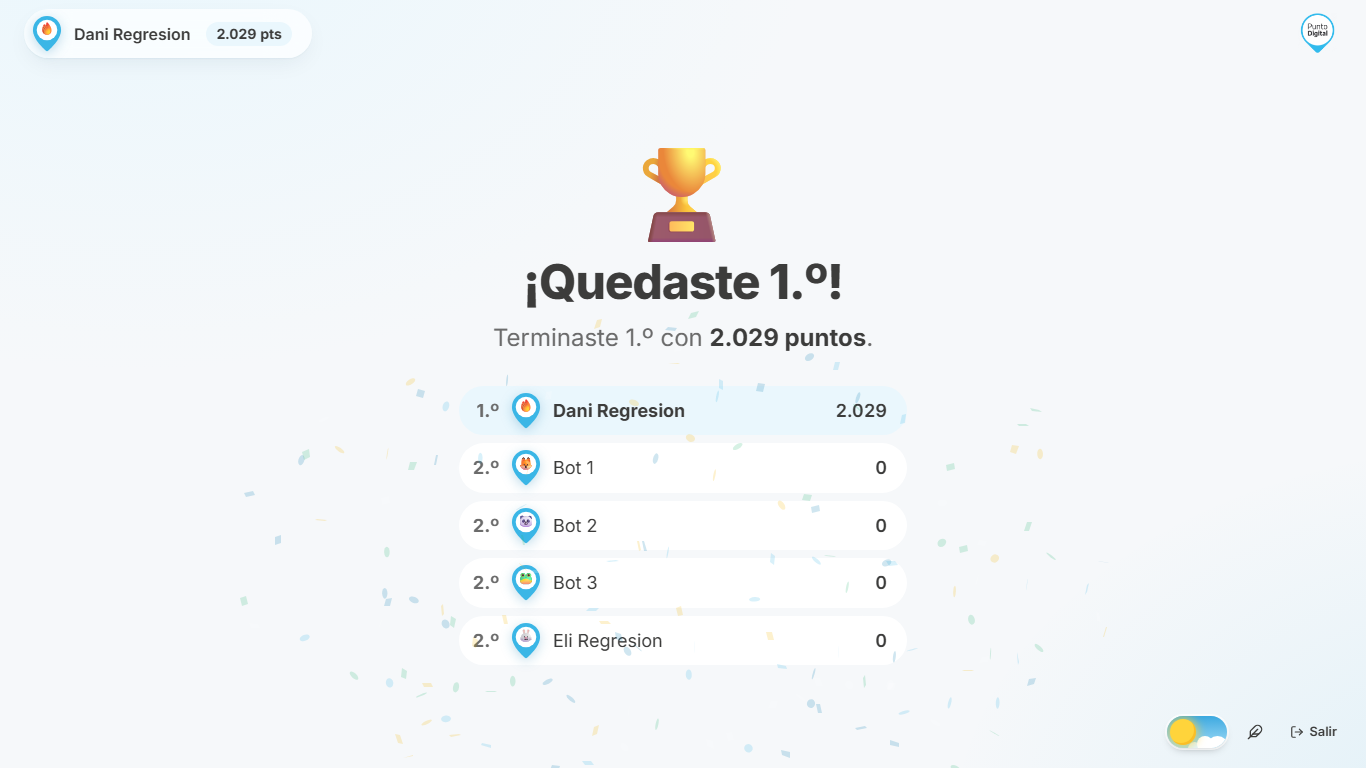 Dani Regresion 2.029 pts
Punto
Digital
¡Quedaste 1.º!
Terminaste 1.º con 2.029 puntos.
1.º Dani Regresion 2.029
2.º Bot 1 0
2.º Bot 2 0
2.º Bot 3 0
2.º Eli Regresion 0
Salir